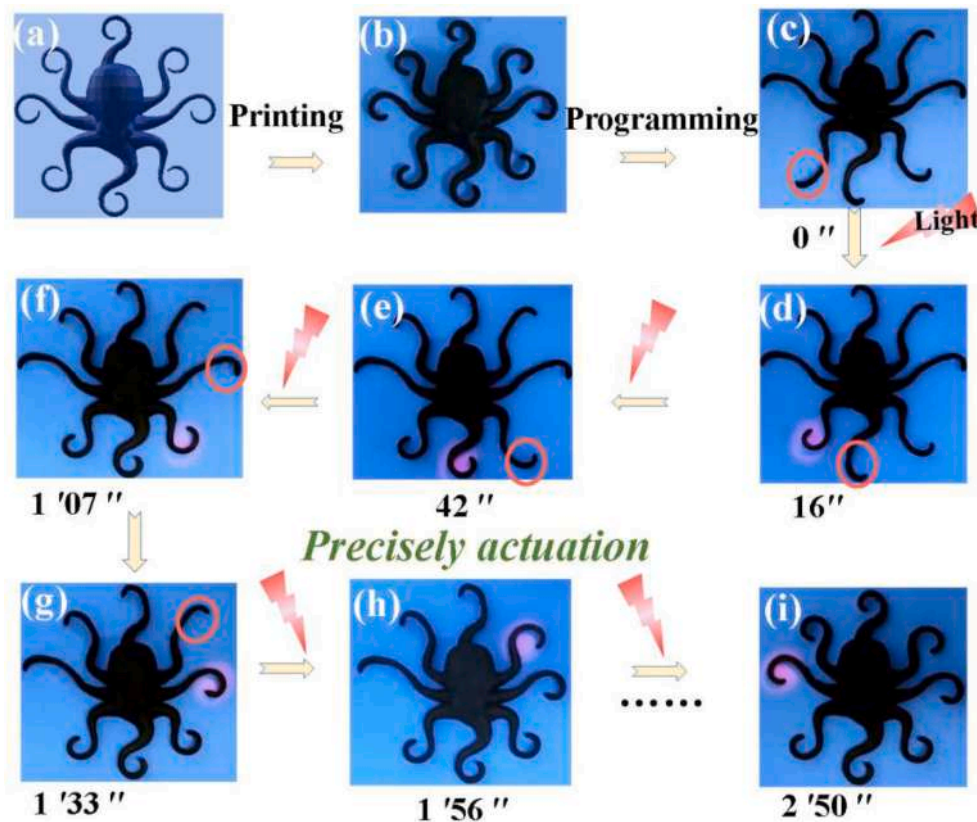 (a)
Printing
(b)
Programming
(c)
0 ″
Light
(d)
16″
(e)
42 ″
(f)
1 ′07 ″
Precisely actuation
(g)
1 ′33 ″
(h)
1 ′56 ″
......
(i)
2 ′50 ″